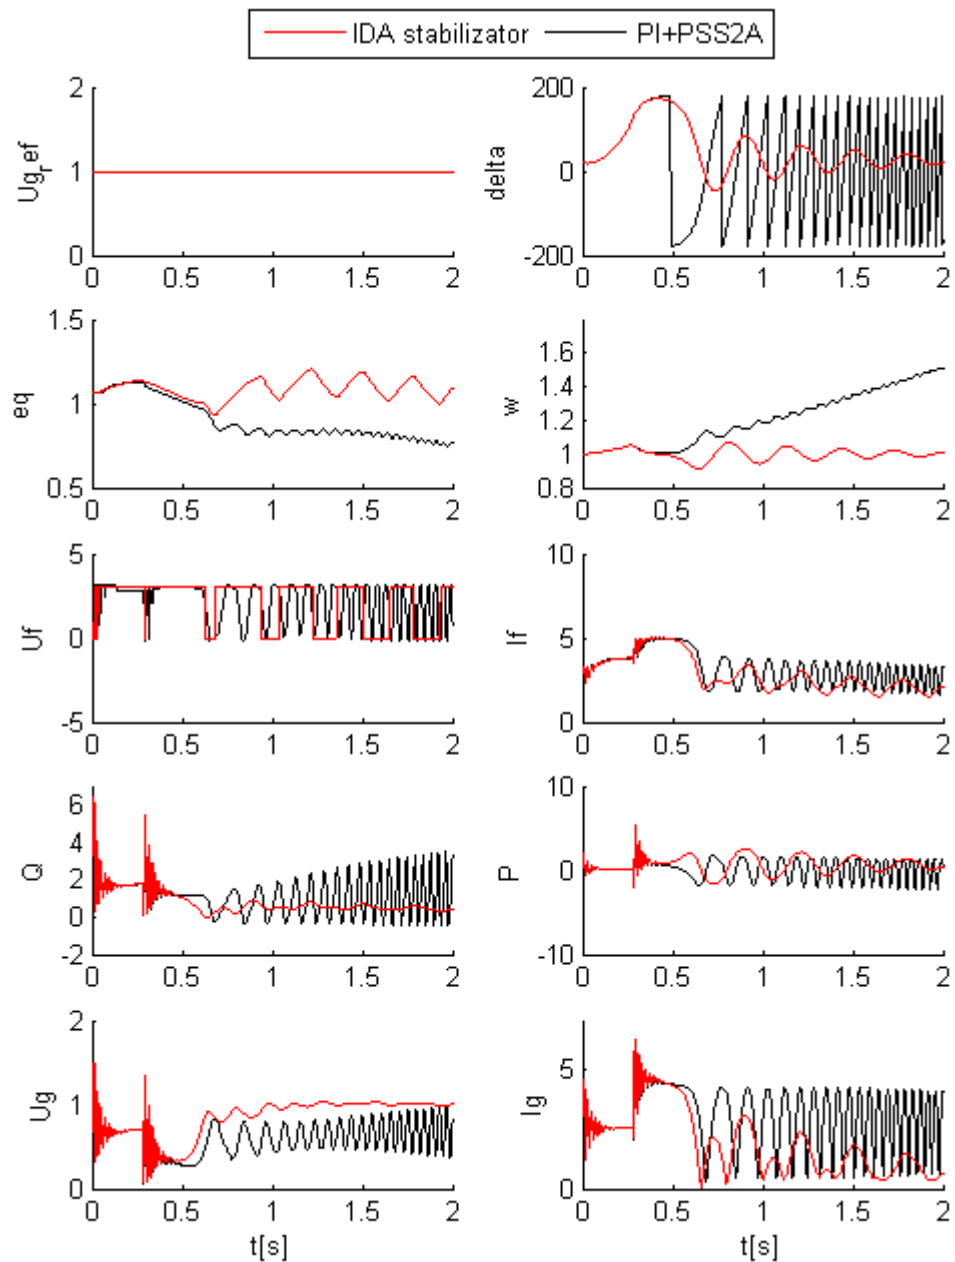 IDA stabilizator PI+PSS2A
2 1 0
Ug_ref
0 0.5 1 1.5 2
200 0 -200
delta
0 0.5 1 1.5 2
1.5 1 0.5
eq
0 0.5 1 1.5 2
1.6 1.4 1.2 1 0.8
w
0 0.5 1 1.5 2
5 0 -5
Uf
0 0.5 1 1.5 2
10 5 0
If
0 0.5 1 1.5 2
6 4 2 0 -2
Q
0 0.5 1 1.5 2
10 0 -10
P
0 0.5 1 1.5 2
2 1 0
Ug
0 0.5 1 1.5 2
t[s]
5 0
Ig
0 0.5 1 1.5 2
t[s]